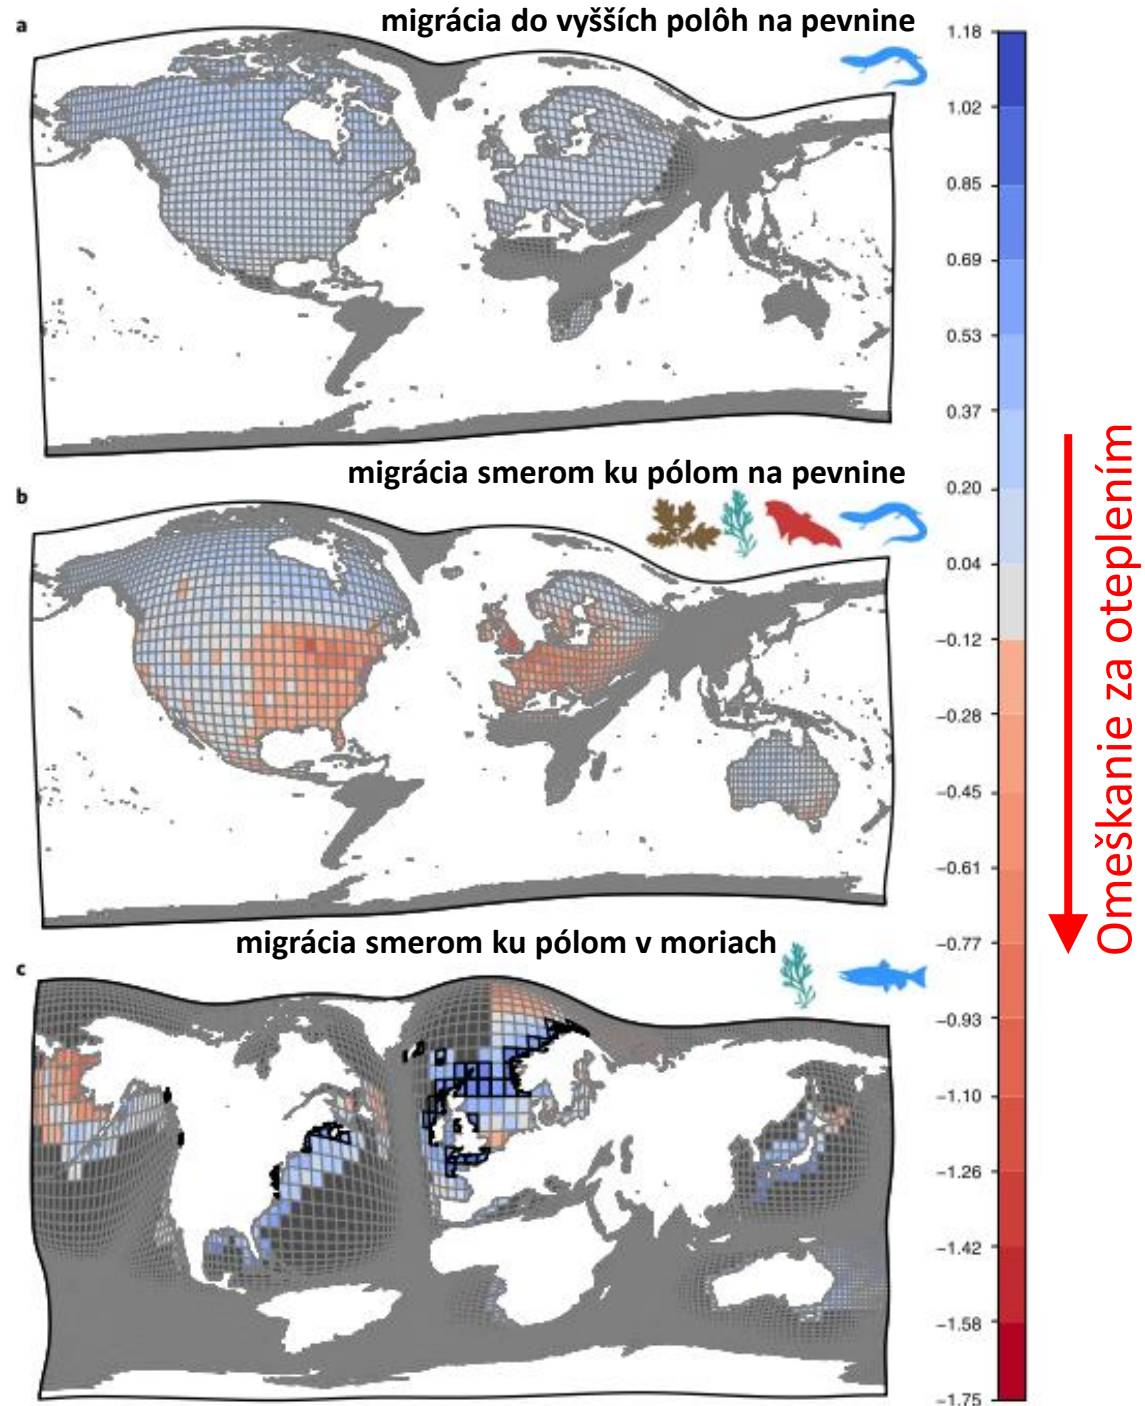 a
migrácia do vyšších polôh na pevnine
b
migrácia smerom ku pólom na pevnine
c
migrácia smerom ku pólom v moriach
1.18
1.02
0.85
0.69
0.53
0.37
0.20
0.04
−0.12
−0.28
−0.45
−0.61
−0.77
−0.93
−1.10
−1.26
−1.42
−1.58
−1.75
Omeškanie za oteplením